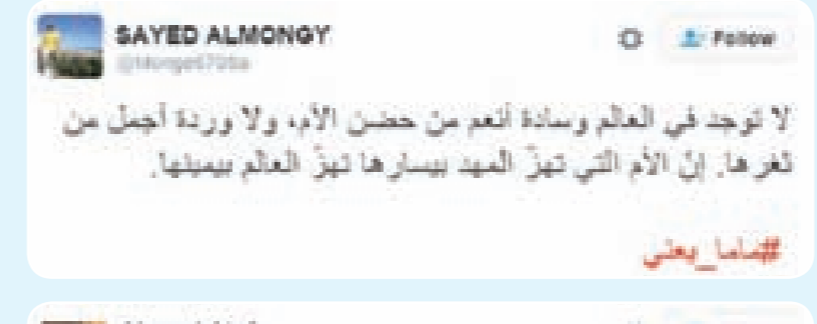 SAYED ALMONGY
Follow
لا توجد في العالم وسادة أنعم من حضن الأم، ولا وردة أجمل من
ثغرها. إنّ الأم التي تهزّ المهد بيسارها تهزّ العالم بيمينها.
#ماما_يعني